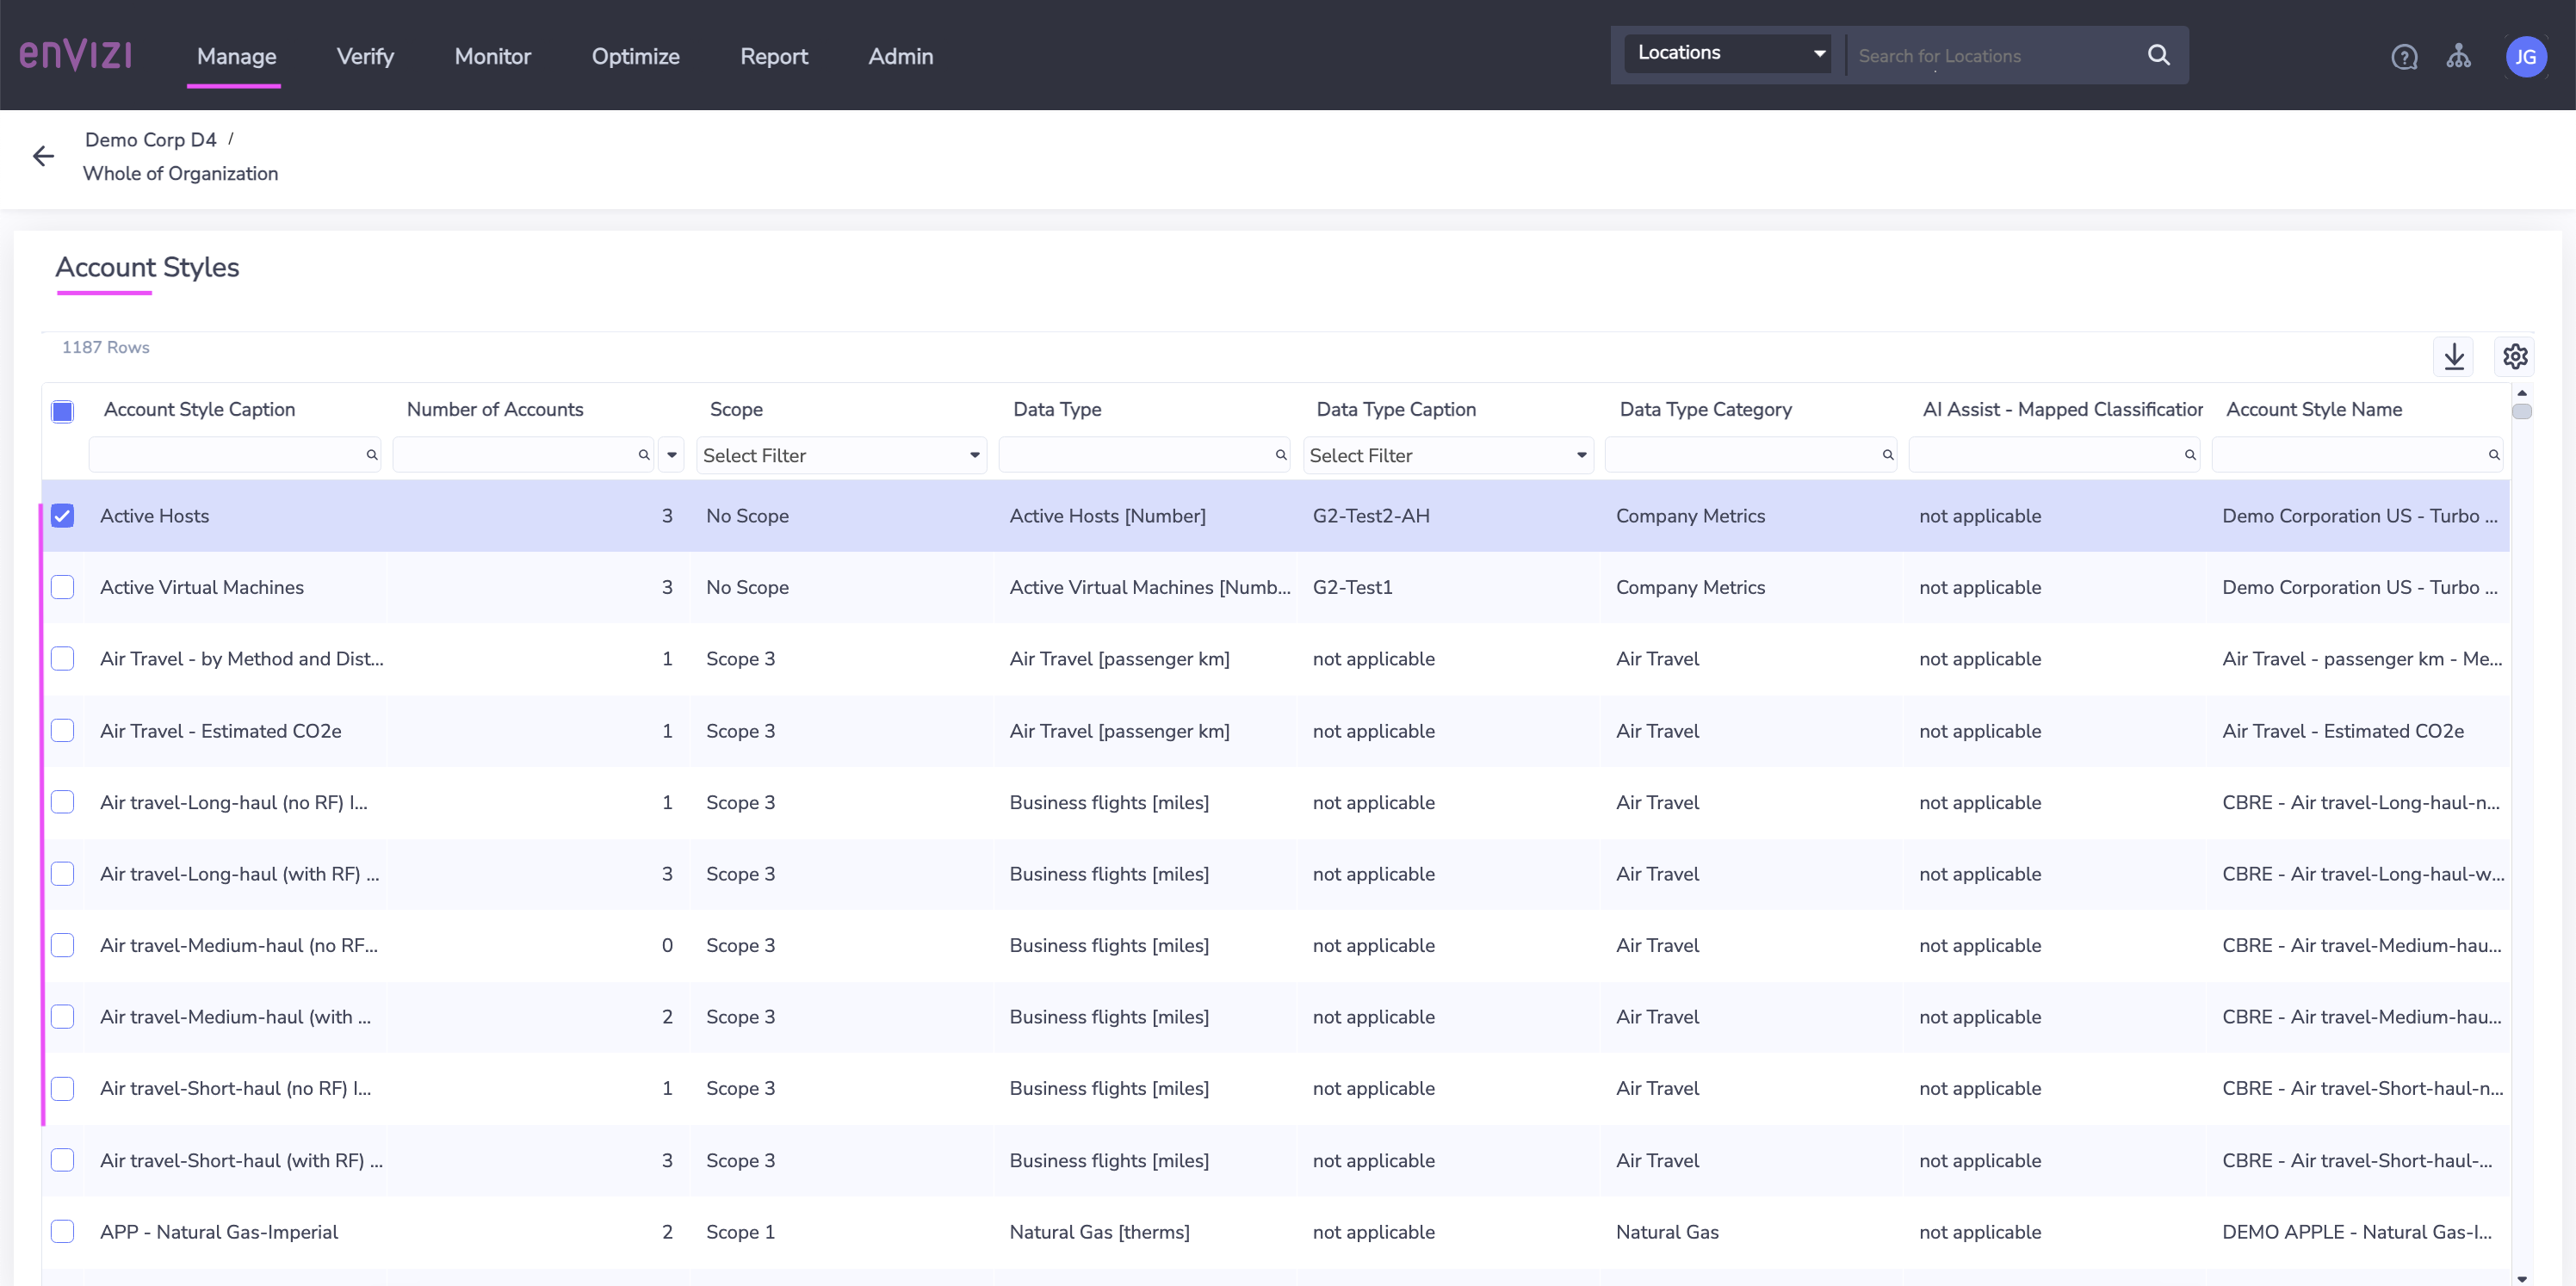 enVizi Manage Verify Monitor Optimize Report Admin Locations Search for Locations JG
Demo Corp D4 /
Whole of Organization
Account Styles
1187 Rows
Account Style Caption Number of Accounts Scope Data Type Data Type Caption Data Type Category AI Assist - Mapped Classification Account Style Name
Select Filter Select Filter
Active Hosts 3 No Scope Active Hosts [Number] G2-Test2-AH Company Metrics not applicable Demo Corporation US - Turbo ...
Active Virtual Machines 3 No Scope Active Virtual Machines [Numb... G2-Test1 Company Metrics not applicable Demo Corporation US - Turbo ...
Air Travel - by Method and Dist... 1 Scope 3 Air Travel [passenger km] not applicable Air Travel not applicable Air Travel - passenger km - Me...
Air Travel - Estimated CO2e 1 Scope 3 Air Travel [passenger km] not applicable Air Travel not applicable Air Travel - Estimated CO2e
Air travel-Long-haul (no RF) I... 1 Scope 3 Business flights [miles] not applicable Air Travel not applicable CBRE - Air travel-Long-haul-n...
Air travel-Long-haul (with RF) ... 3 Scope 3 Business flights [miles] not applicable Air Travel not applicable CBRE - Air travel-Long-haul-w...
Air travel-Medium-haul (no RF... 0 Scope 3 Business flights [miles] not applicable Air Travel not applicable CBRE - Air travel-Medium-hau...
Air travel-Medium-haul (with ... 2 Scope 3 Business flights [miles] not applicable Air Travel not applicable CBRE - Air travel-Medium-hau...
Air travel-Short-haul (no RF) I... 1 Scope 3 Business flights [miles] not applicable Air Travel not applicable CBRE - Air travel-Short-haul-n...
Air travel-Short-haul (with RF) ... 3 Scope 3 Business flights [miles] not applicable Air Travel not applicable CBRE - Air travel-Short-haul-...
APP - Natural Gas-Imperial 2 Scope 1 Natural Gas [therms] not applicable Natural Gas not applicable DEMO APPLE - Natural Gas-I...